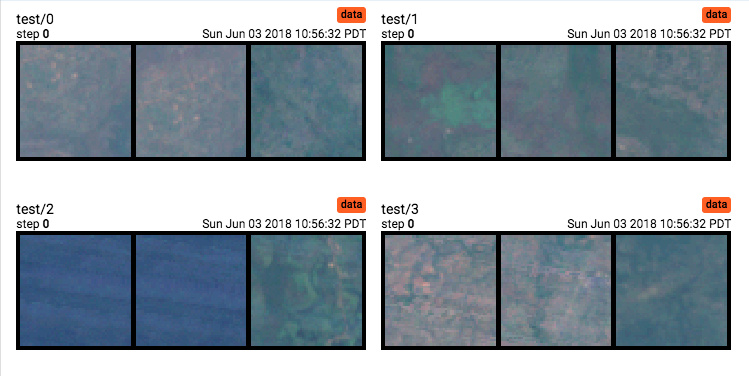 test/0
data
step 0
Sun Jun 03 2018 10:56:32 PDT
test/1
data
step 0
Sun Jun 03 2018 10:56:32 PDT
test/2
data
step 0
Sun Jun 03 2018 10:56:32 PDT
test/3
data
step 0
Sun Jun 03 2018 10:56:32 PDT